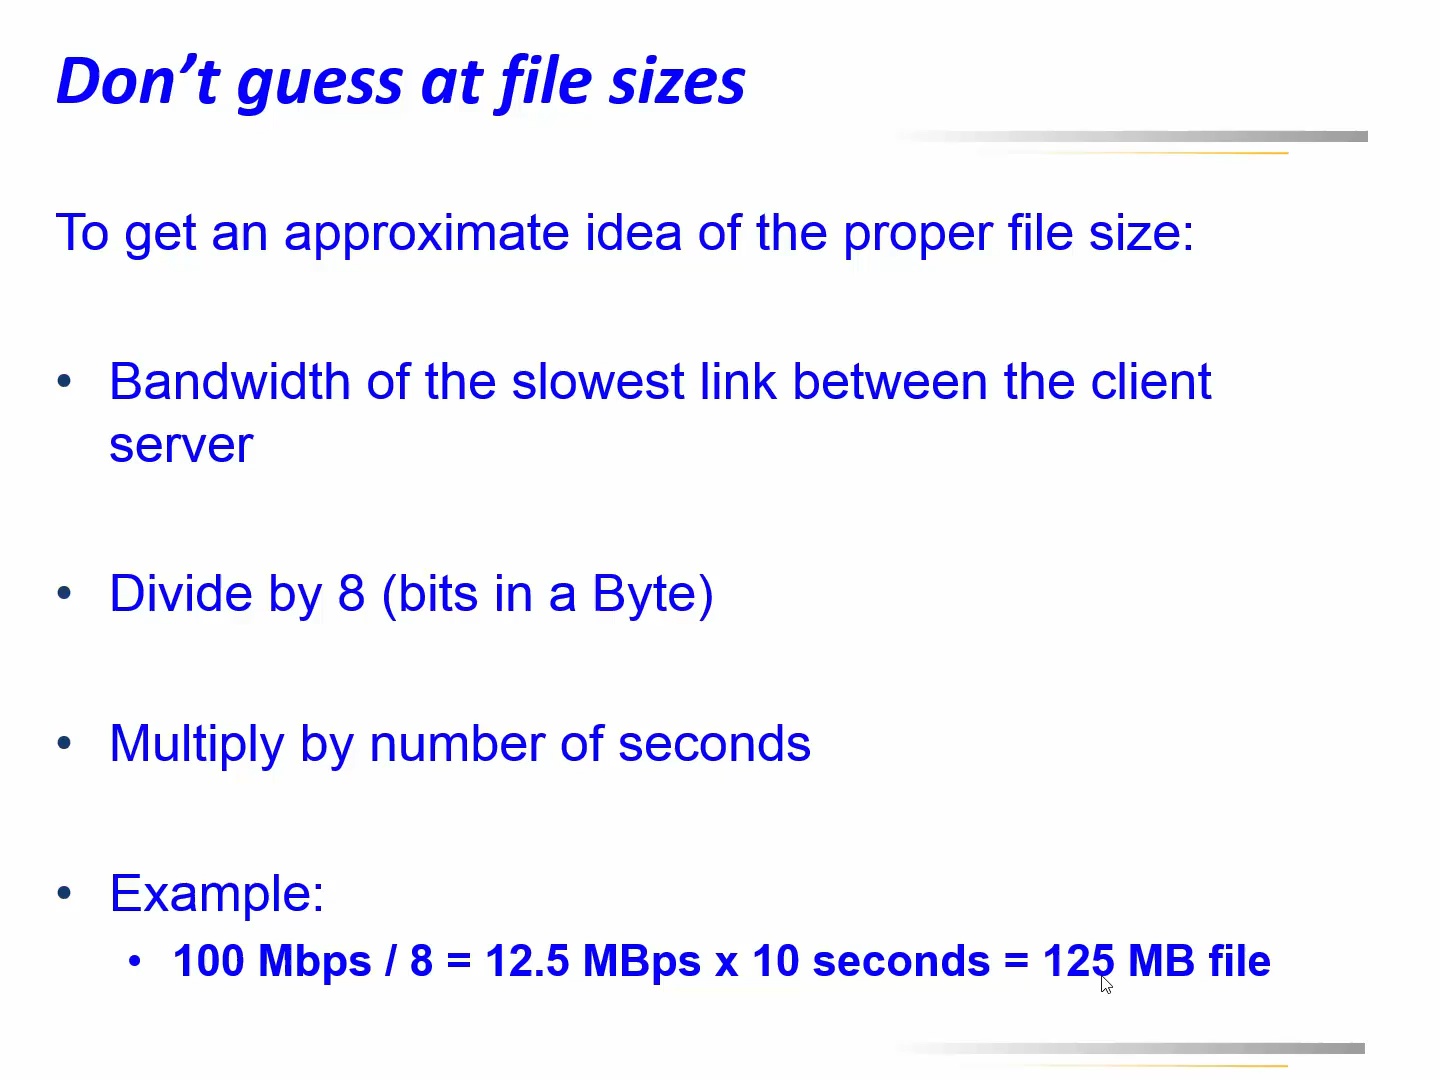 Don’t guess at file sizes
To get an approximate idea of the proper file size:
• Bandwidth of the slowest link between the client
server
• Divide by 8 (bits in a Byte)
• Multiply by number of seconds
• Example:
• 100 Mbps / 8 = 12.5 MBps x 10 seconds = 125 MB file